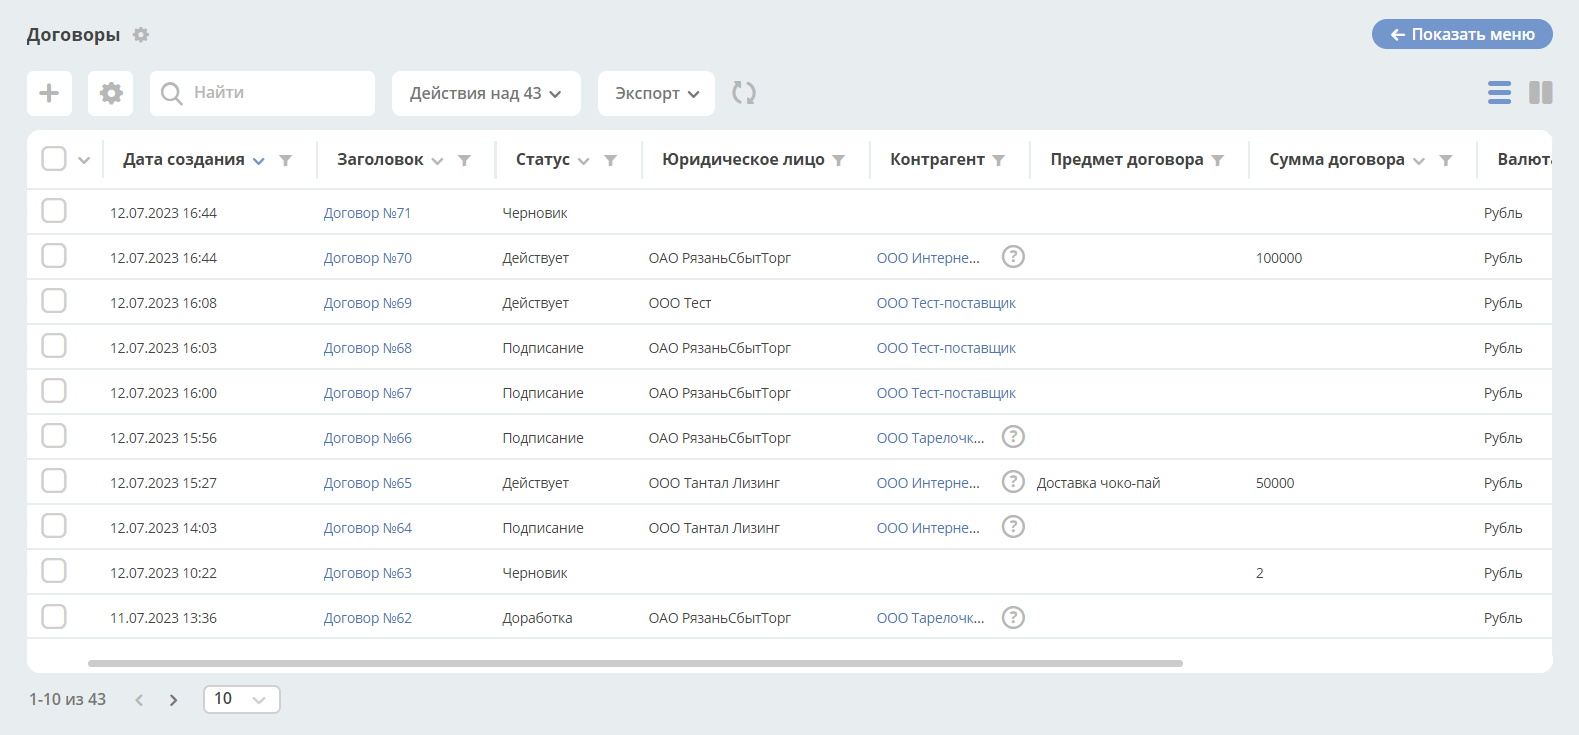 Договоры
Показать меню
Найти
Действия над 43
Экспорт
Дата создания Заголовок Статус Юридическое лицо Контрагент Предмет договора Сумма договора Валюта
12.07.2023 16:44 Договор №71 Черновик Рубль
12.07.2023 16:44 Договор №70 Действует ОАО РязаньСбытТорг ООО Интерне... ? 100000 Рубль
12.07.2023 16:08 Договор №69 Действует ООО Тест ООО Тест-поставщик Рубль
12.07.2023 16:03 Договор №68 Подписание ОАО РязаньСбытТорг ООО Тест-поставщик Рубль
12.07.2023 16:00 Договор №67 Подписание ОАО РязаньСбытТорг ООО Тест-поставщик Рубль
12.07.2023 15:56 Договор №66 Подписание ОАО РязаньСбытТорг ООО Тарелочк... ? Рубль
12.07.2023 15:27 Договор №65 Действует ООО Тантал Лизинг ООО Интерне... ? Доставка чоко-пай 50000 Рубль
12.07.2023 14:03 Договор №64 Подписание ООО Тантал Лизинг ООО Интерне... ? Рубль
12.07.2023 10:22 Договор №63 Черновик 2 Рубль
11.07.2023 13:36 Договор №62 Доработка ОАО РязаньСбытТорг ООО Тарелочк... ? Рубль
1-10 из 43 10